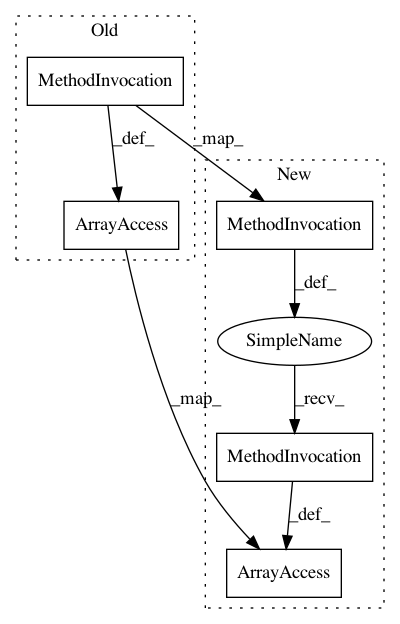 Old
MethodInvocation
_def_
_map_
New
ArrayAccess
MethodInvocation
_def_
SimpleName
_map_
_recv_
MethodInvocation
_def_
ArrayAccess